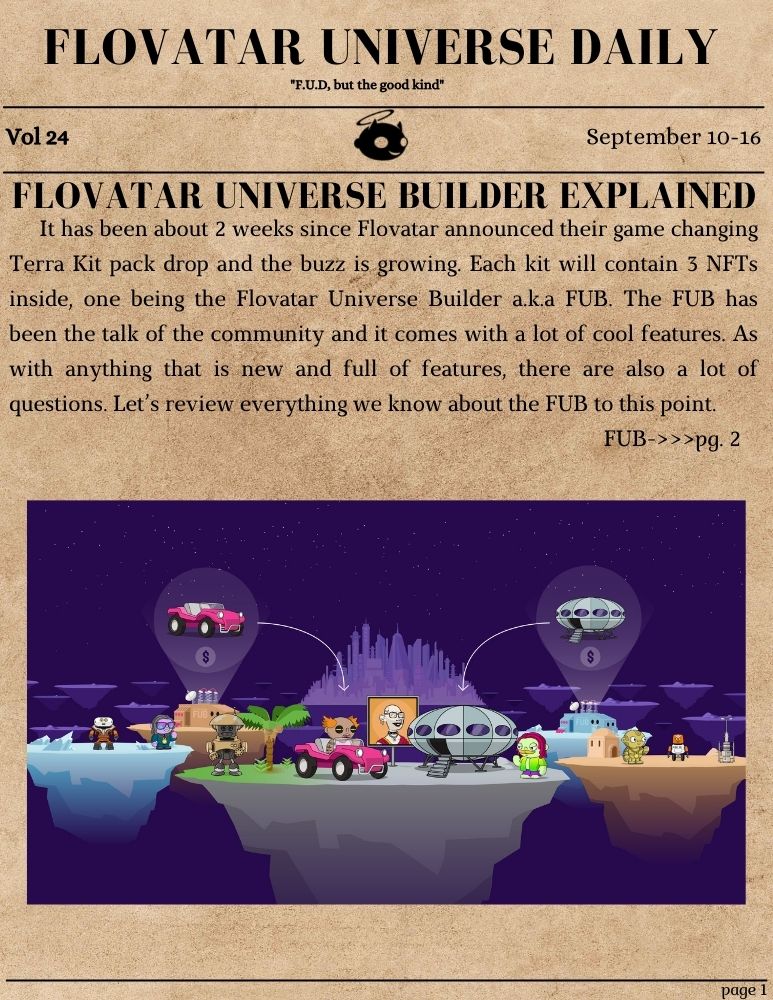 FLOVATAR UNIVERSE DAILY
"F.U.D, but the good kind"
Vol 24
September 10-16
FLOVATAR UNIVERSE BUILDER EXPLAINED
It has been about 2 weeks since Flovatar announced their game changing
Terra Kit pack drop and the buzz is growing. Each kit will contain 3 NFTs
inside, one being the Flovatar Universe Builder a.k.a FUB. The FUB has
been the talk of the community and it comes with a lot of cool features. As
with anything that is new and full of features, there are also a lot of
questions. Let's review everything we know about the FUB to this point.
FUB->>>pg. 2
$
$
FUB
FUB
page 1